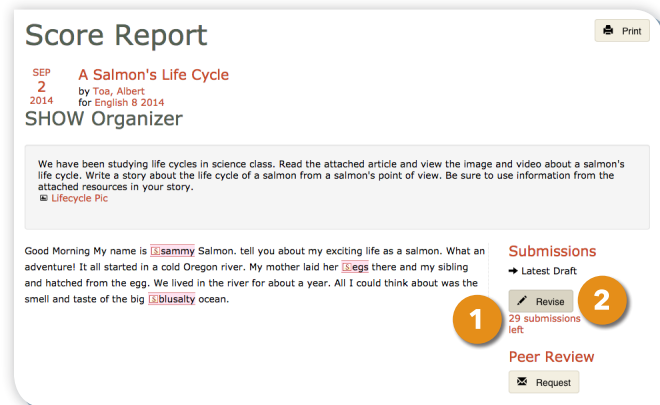 Score Report
Print
SEP
2
2014
A Salmon's Life Cycle
by Toa, Albert
for English 8 2014
SHOW Organizer
We have been studying life cycles in science class. Read the attached article and view the image and video about a salmon's
life cycle. Write a story about the life cycle of a salmon from a salmon's point of view. Be sure to use information from the
attached resources in your story.
Lifecycle Pic
Good Morning My name is S sammy Salmon. tell you about my exciting life as a salmon. What an
adventure! It all started in a cold Oregon river. My mother laid her S egs there and my sibling
and hatched from the egg. We lived in the river for about a year. All I could think about was the
smell and taste of the big S blusalty ocean.
Submissions
Latest Draft
Revise
29 submissions
left
1
2
Peer Review
Request